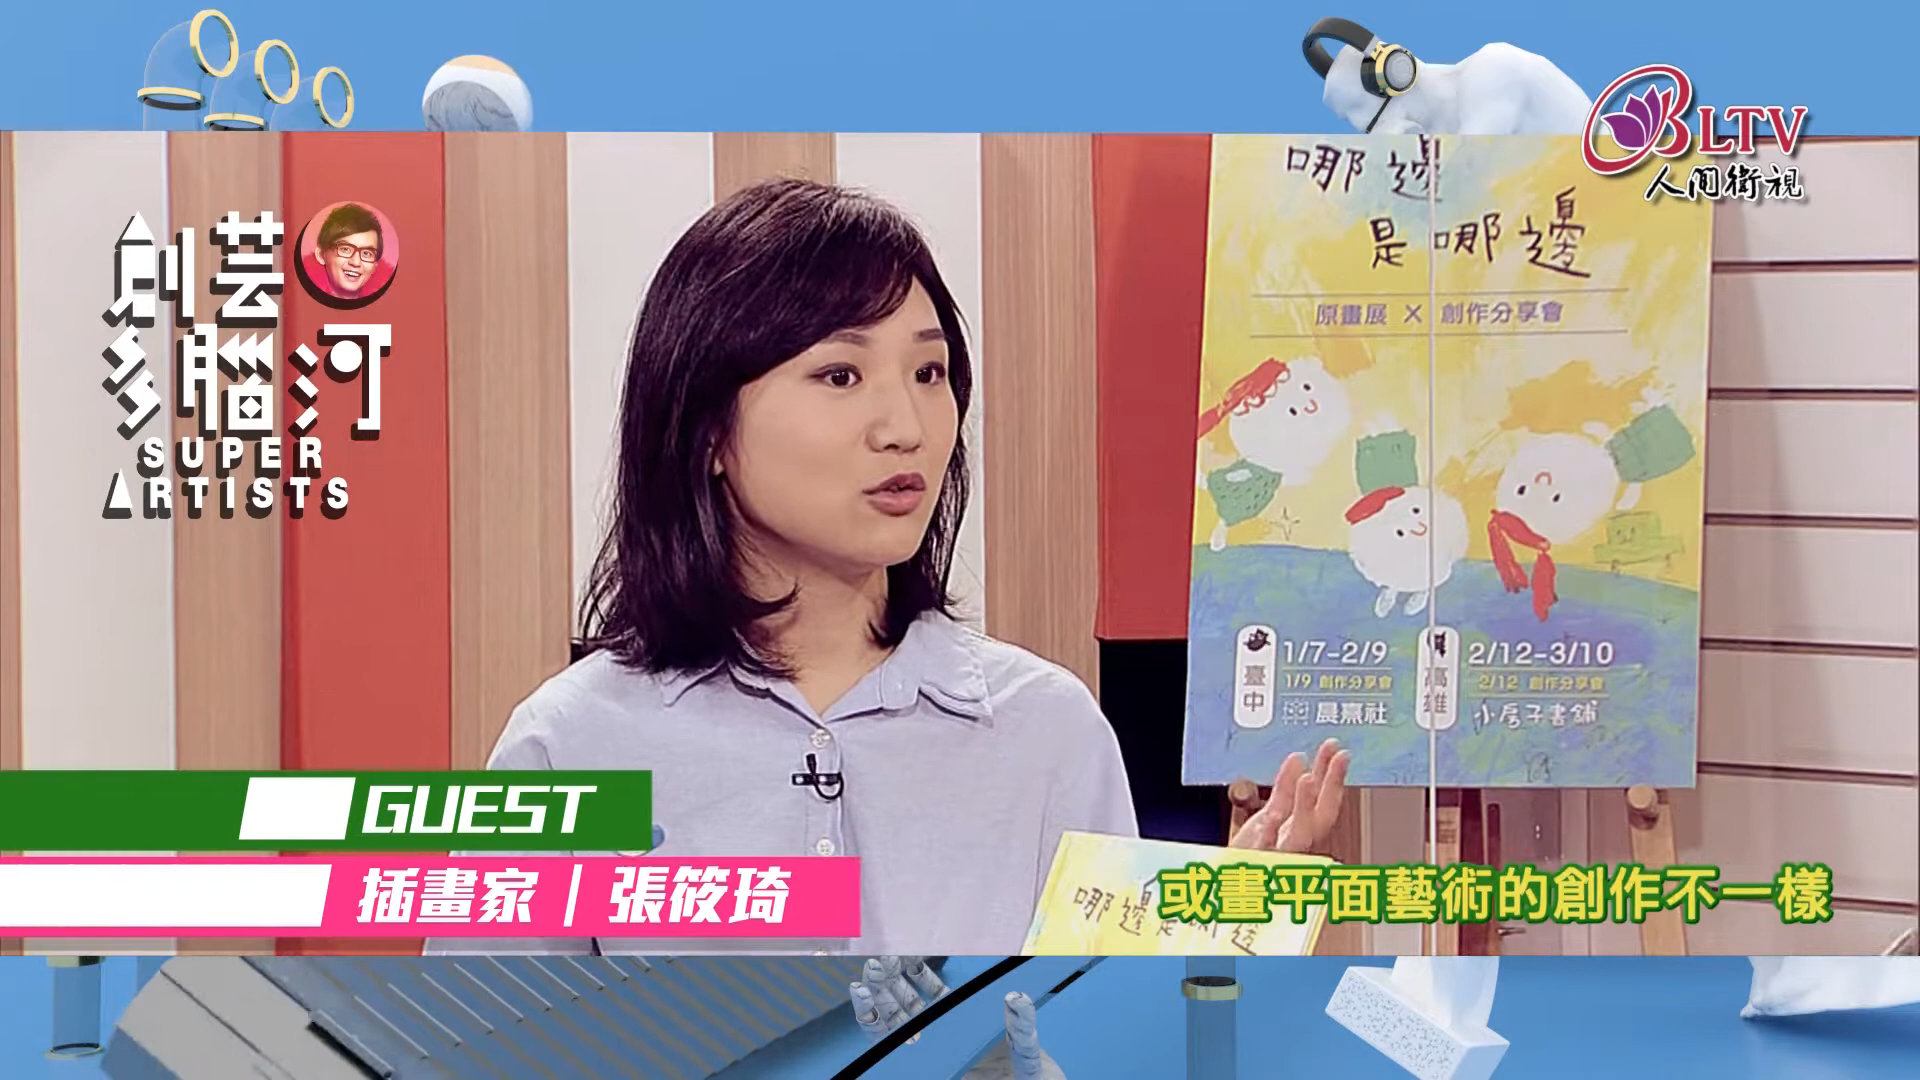 BLTV
人間衛視
創芸
多腦河
SUPER
ARTISTS
哪邊
是哪邊
原畫展 X 創作分享會
臺中
1/7-2/9
1/9 創作分享會
晨熹社
高雄
2/12-3/10
2/12 創作分享會
小房子書舖
GUEST
插畫家｜張筱琦
哪邊是哪邊
或畫平面藝術的創作不一樣